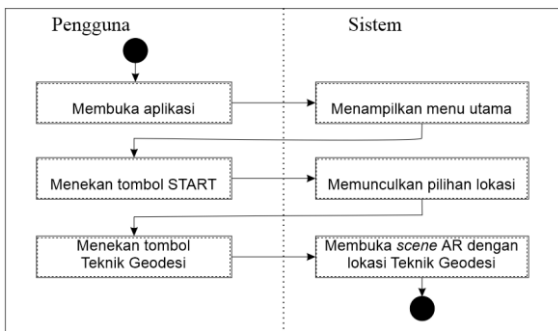 Pengguna
Sistem
Membuka aplikasi
Menampilkan menu utama
Menekan tombol START
Memunculkan pilihan lokasi
Menekan tombol
Teknik Geodesi
Membuka scene AR dengan
lokasi Teknik Geodesi